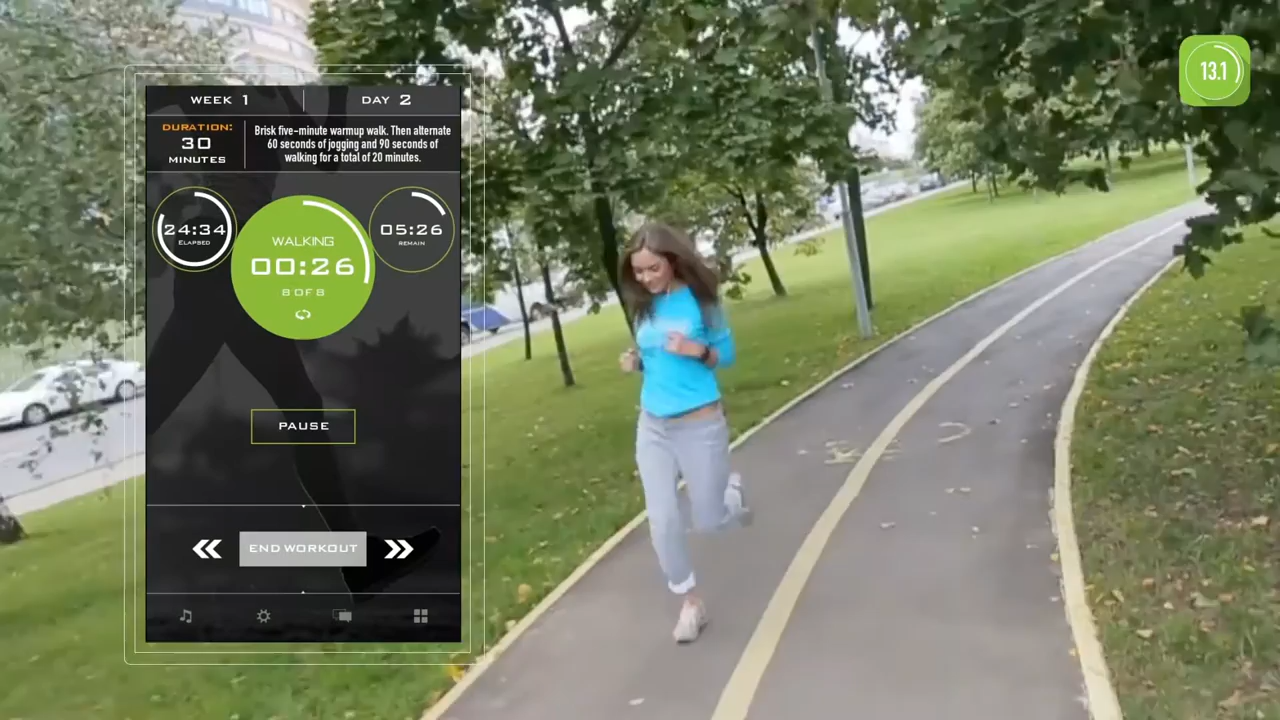 WEEK 1
DAY 2
DURATION:
30
MINUTES
Brisk five-minute warmup walk. Then alternate
60 seconds of jogging and 90 seconds of
walking for a total of 20 minutes.
24:34
ELAPSED
WALKING
00:26
8 OF 8
05:26
REMAIN
PAUSE
END WORKOUT
13.1